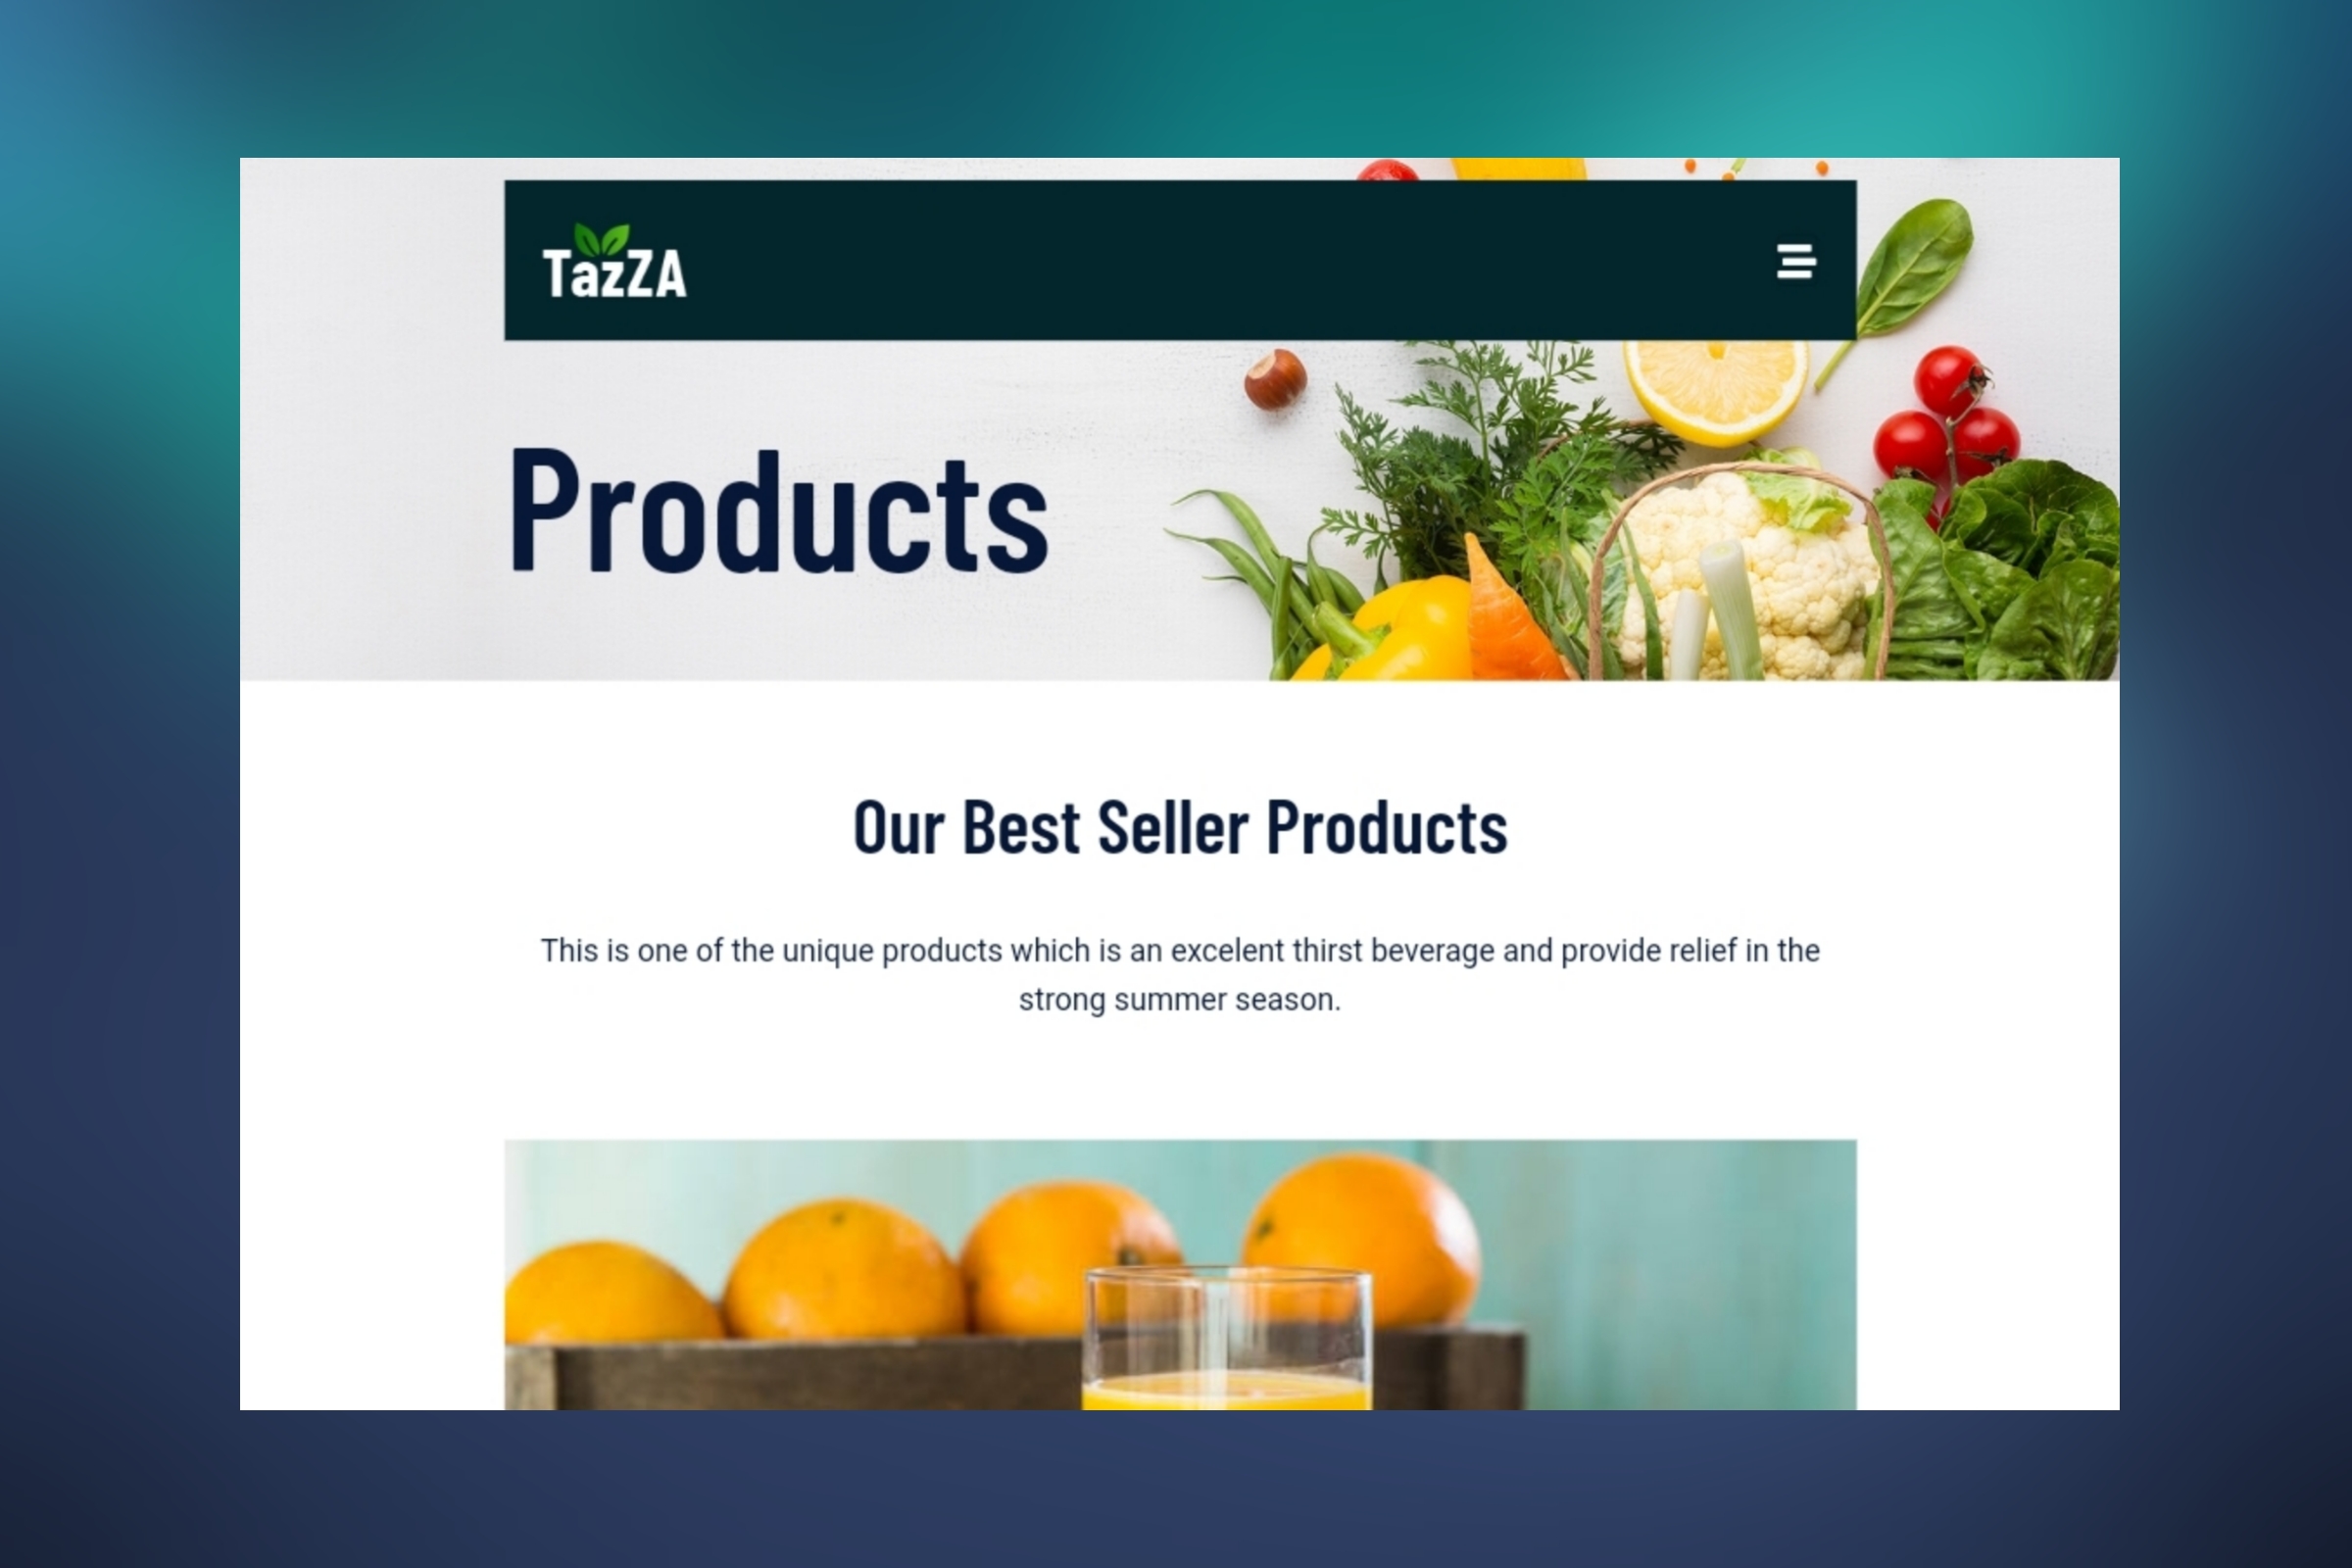 TazZA
Products
Our Best Seller Products
This is one of the unique products which is an excelent thirst beverage and provide relief in the
strong summer season.